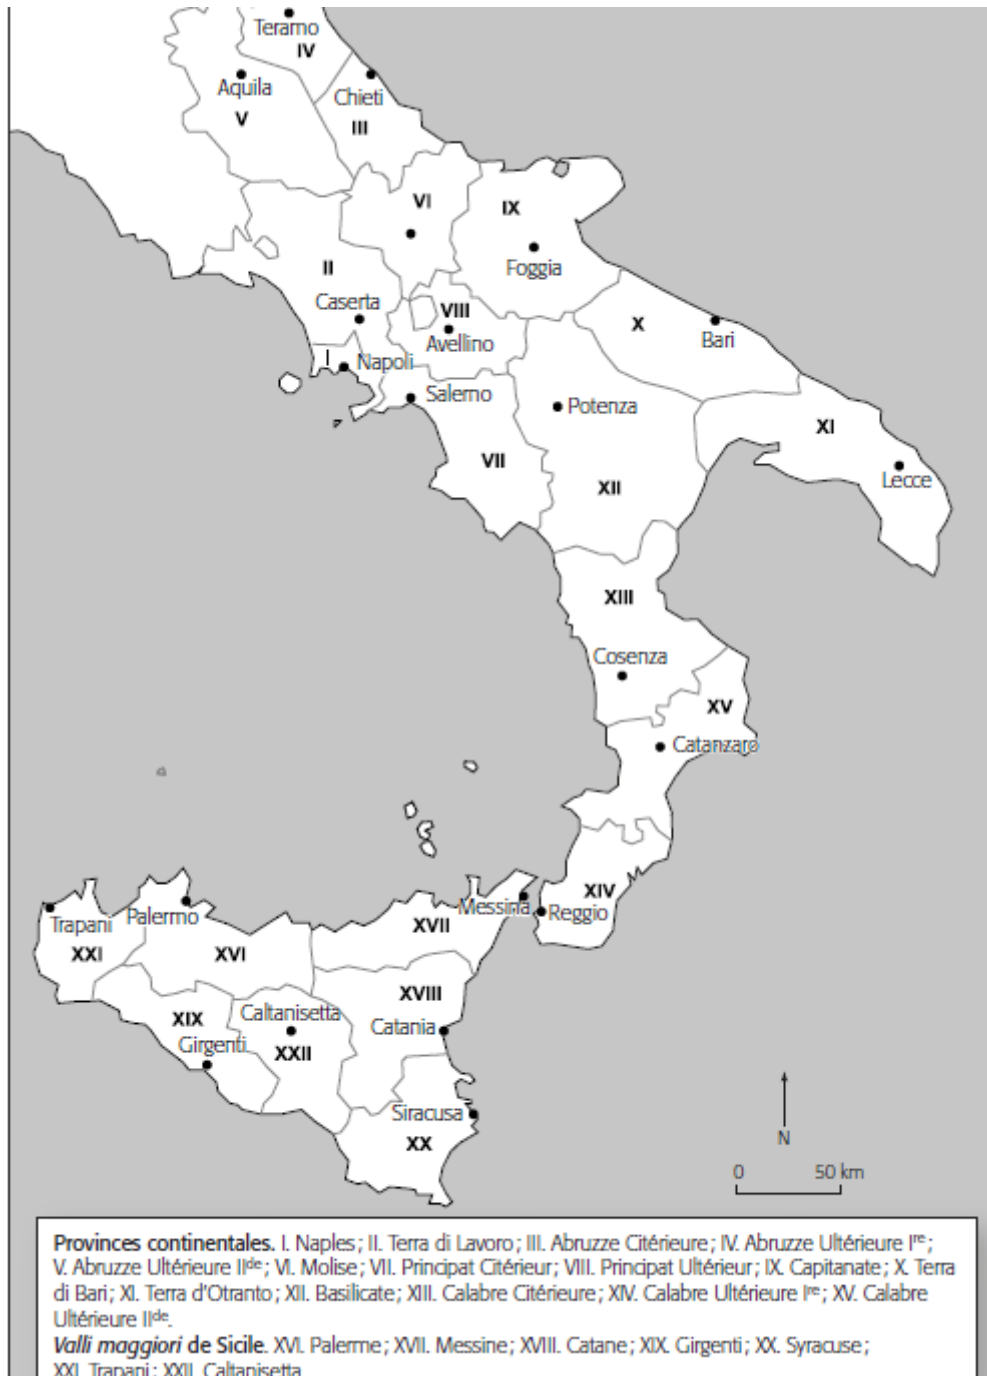 Teramo
IV
Aquila
Chieti
V
III
VI
IX
II
Foggia
Caserta
VIII
X
Avellino
Bari
I
Napoli
Salerno
Potenza
XI
VII
Lecce
XII
XIII
Cosenza
XV
Catanzaro
XIV
Messina
Reggio
Trapani
Palermo
XVII
XXI
XVI
XVIII
XIX
Caltanisetta
Catania
Girgenti
XXII
Siracusa
XX
N
0 50 km
Provinces continentales. I. Naples ; II. Terra di Lavoro ; III. Abruzze Citérieure ; IV. Abruzze Ultérieure Iʳᵉ ;
V. Abruzze Ultérieure IIᵈᵉ ; VI. Molise ; VII. Principat Citérieur ; VIII. Principat Ultérieur ; IX. Capitanate ; X. Terra
di Bari ; XI. Terra d'Otranto ; XII. Basilicate ; XIII. Calabre Citérieure ; XIV. Calabre Ultérieure Iʳᵉ ; XV. Calabre
Ultérieure IIᵈᵉ.
Valli maggiori de Sicile. XVI. Palerme ; XVII. Messine ; XVIII. Catane ; XIX. Girgenti ; XX. Syracuse ;
XXI. Trapani ; XXII. Caltanisetta